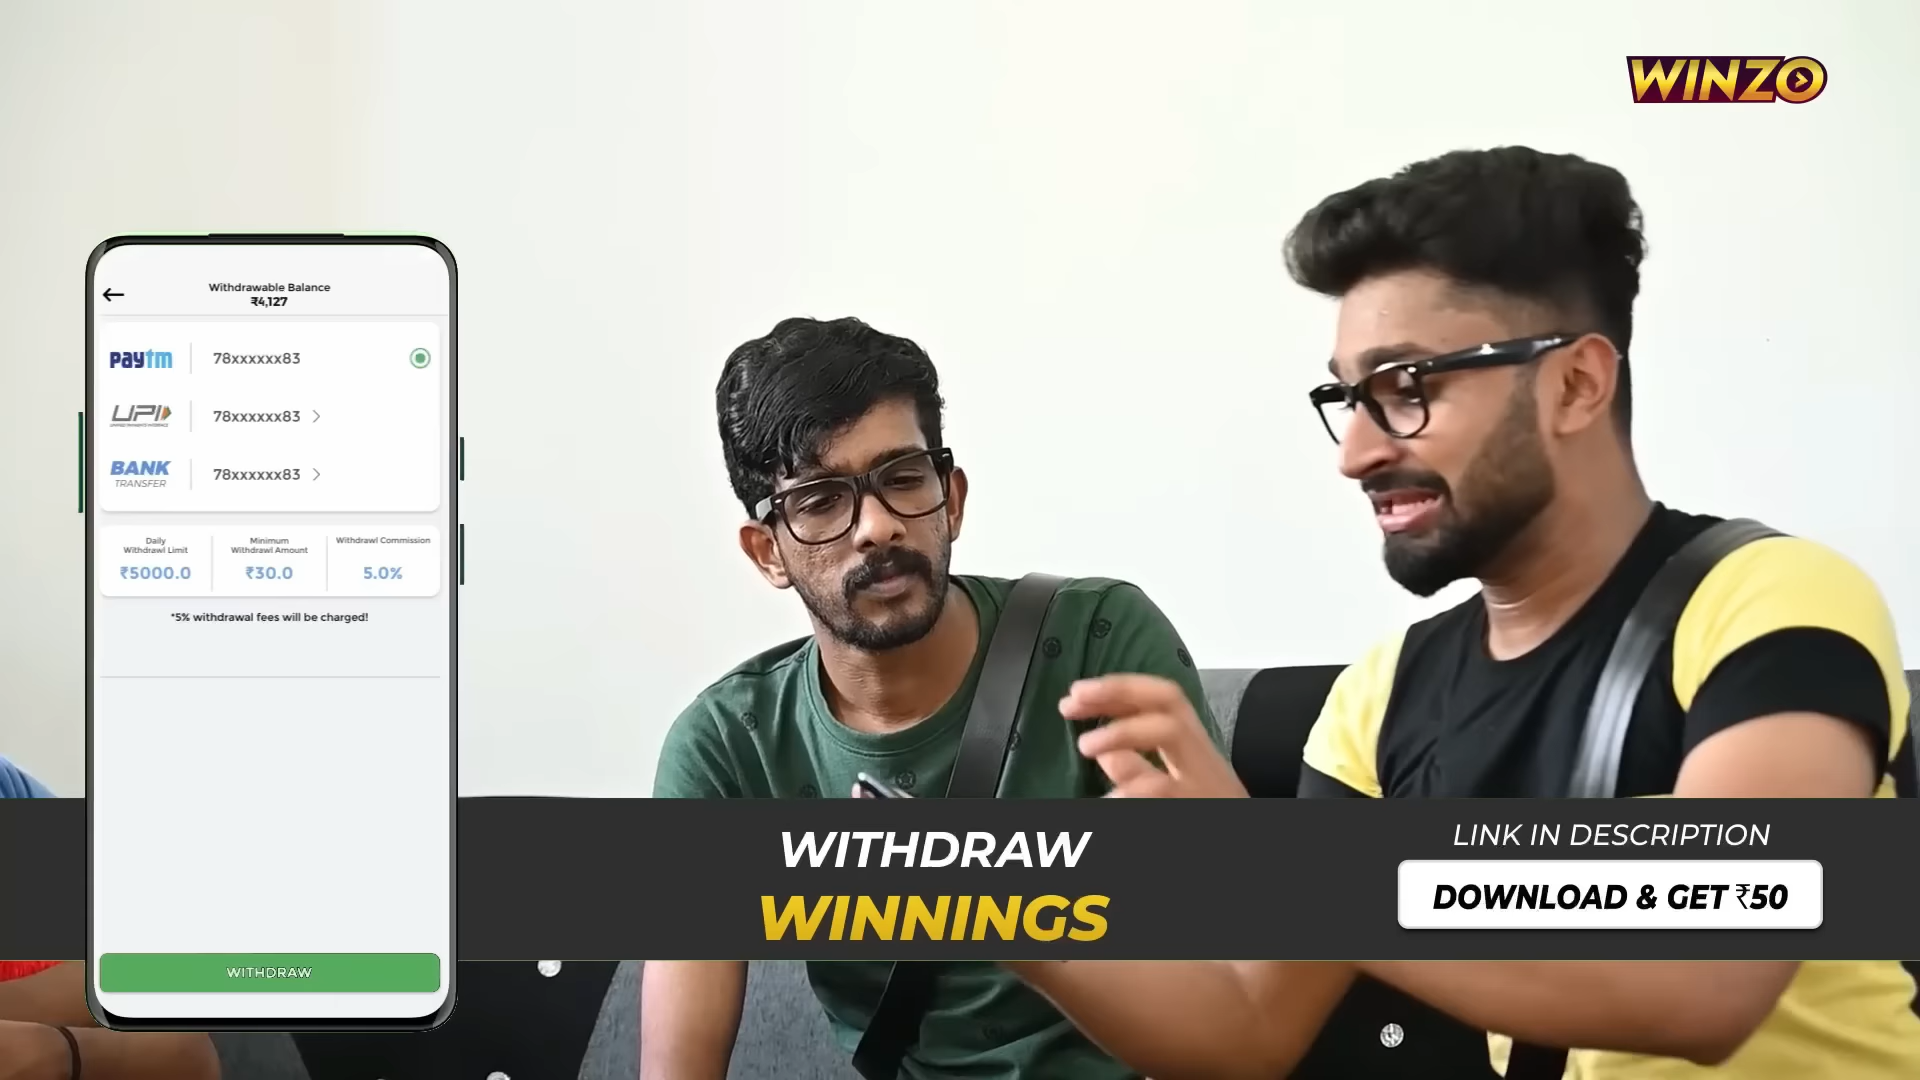 WINZO
Withdrawable Balance
₹4,127
paytm
78xxxxxx83
UPI
78xxxxxx83
BANK
TRANSFER
78xxxxxx83
Daily
Withdrawl Limit
₹5000.0
Minimum
Withdrawl Amount
₹30.0
Withdrawl Commission
5.0%
*5% withdrawal fees will be charged!
WITHDRAW
WITHDRAW
WINNINGS
LINK IN DESCRIPTION
DOWNLOAD & GET ₹50